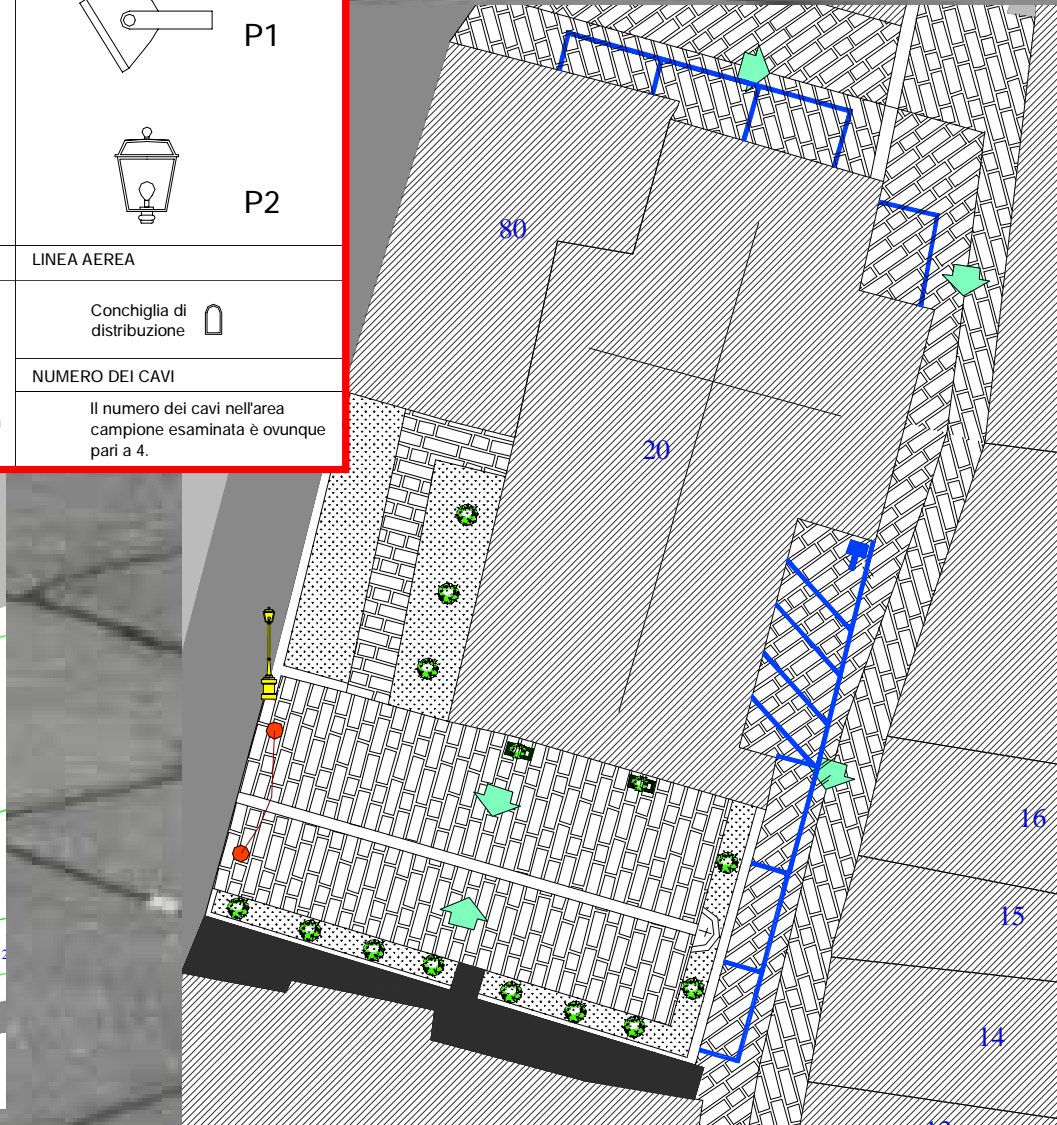 P1
P2
LINEA AEREA
Conchiglia di
distribuzione
NUMERO DEI CAVI
Il numero dei cavi nell'area
campione esaminata è ovunque
pari a 4.
80
20
16
15
14